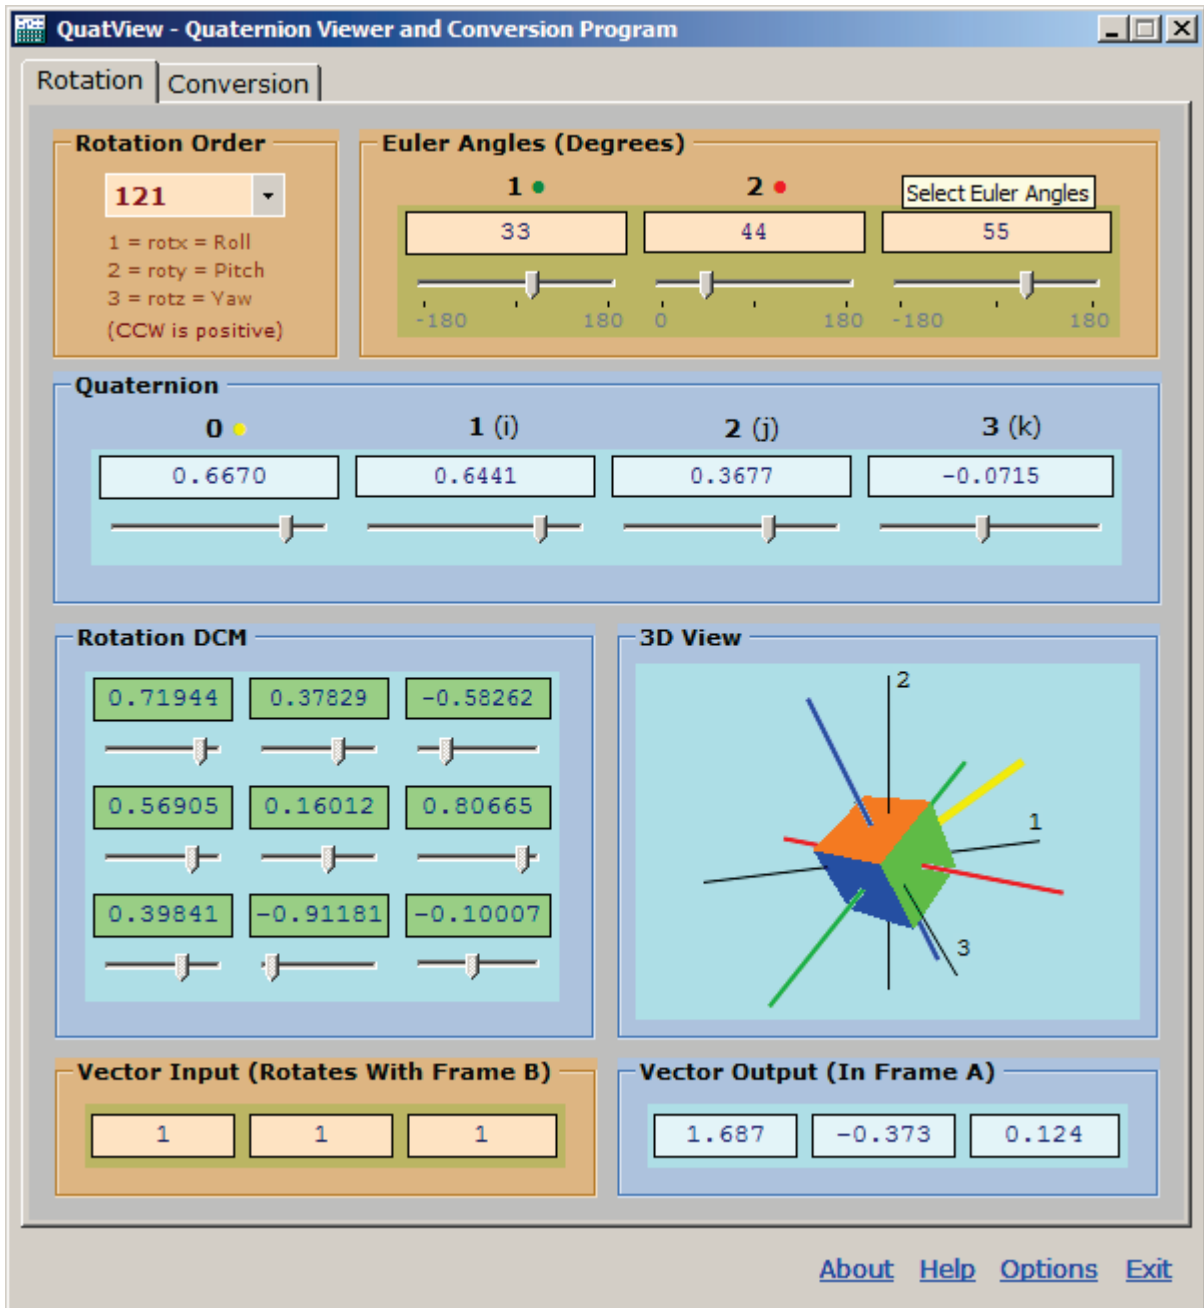 QuatView - Quaternion Viewer and Conversion Program
Rotation Conversion
Rotation Order
121
1 = rotx = Roll
2 = roty = Pitch
3 = rotz = Yaw
(CCW is positive)
Euler Angles (Degrees)
1 2 Select Euler Angles
33 44 55
-180 180 0 180 -180 180
Quaternion
0 1 (i) 2 (j) 3 (k)
0.6670 0.6441 0.3677 -0.0715
Rotation DCM
0.71944 0.37829 -0.58262
0.56905 0.16012 0.80665
0.39841 -0.91181 -0.10007
3D View
2
1
3
Vector Input (Rotates With Frame B)
1 1 1
Vector Output (In Frame A)
1.687 -0.373 0.124
About Help Options Exit